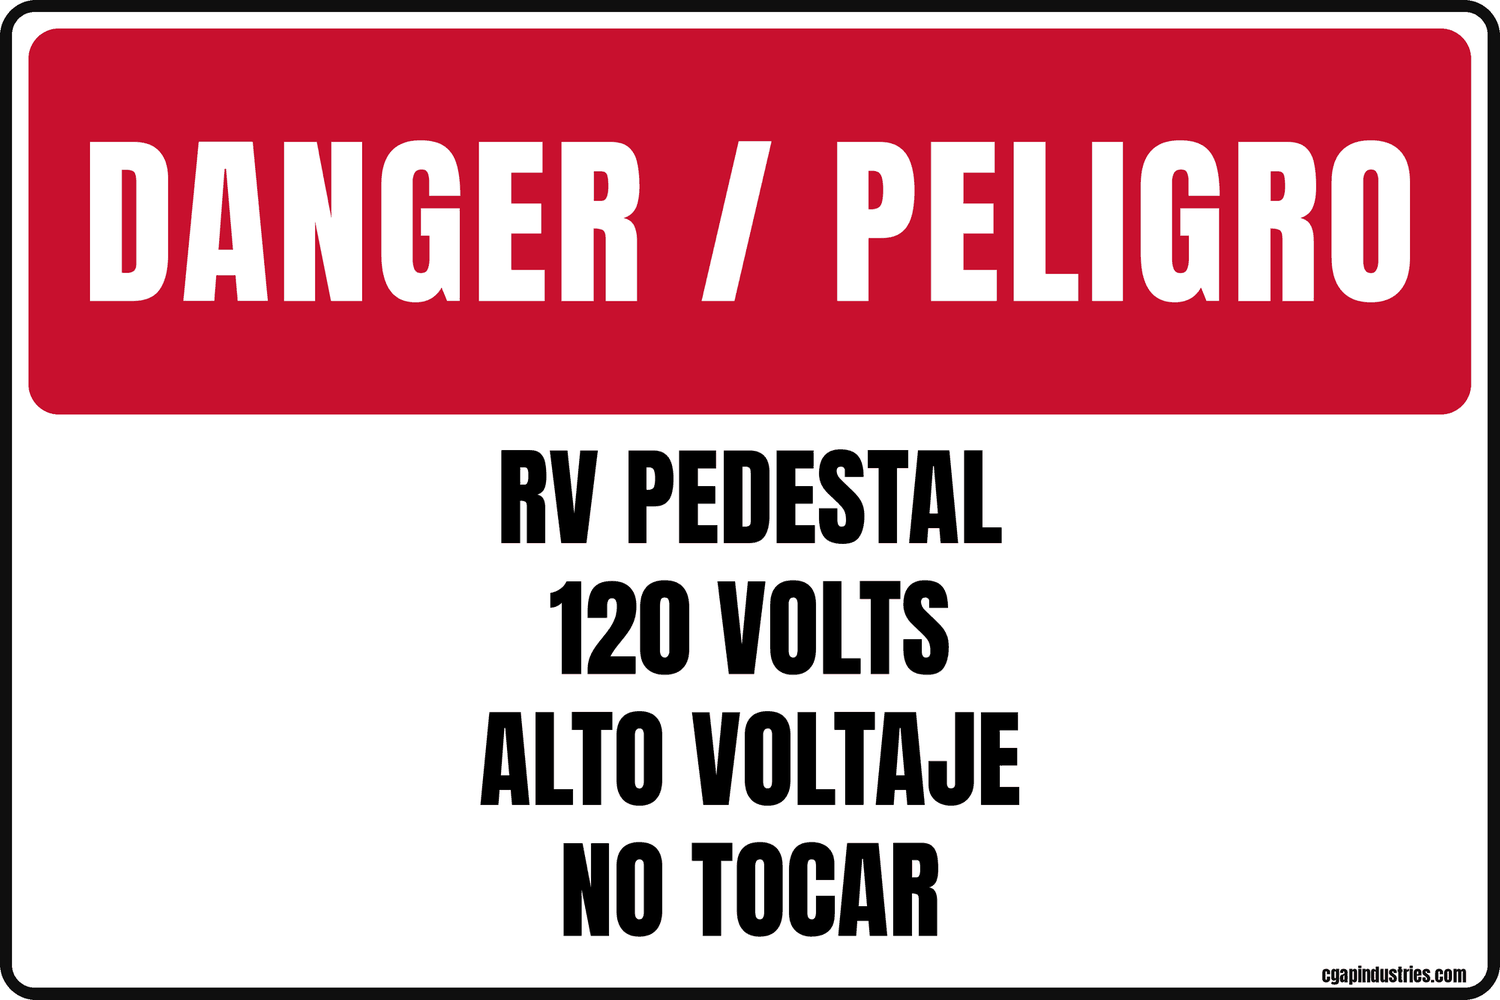 DANGER / PELIGRO
RV PEDESTAL
120 VOLTS
ALTO VOLTAJE
NO TOCAR
cgapindustries.com